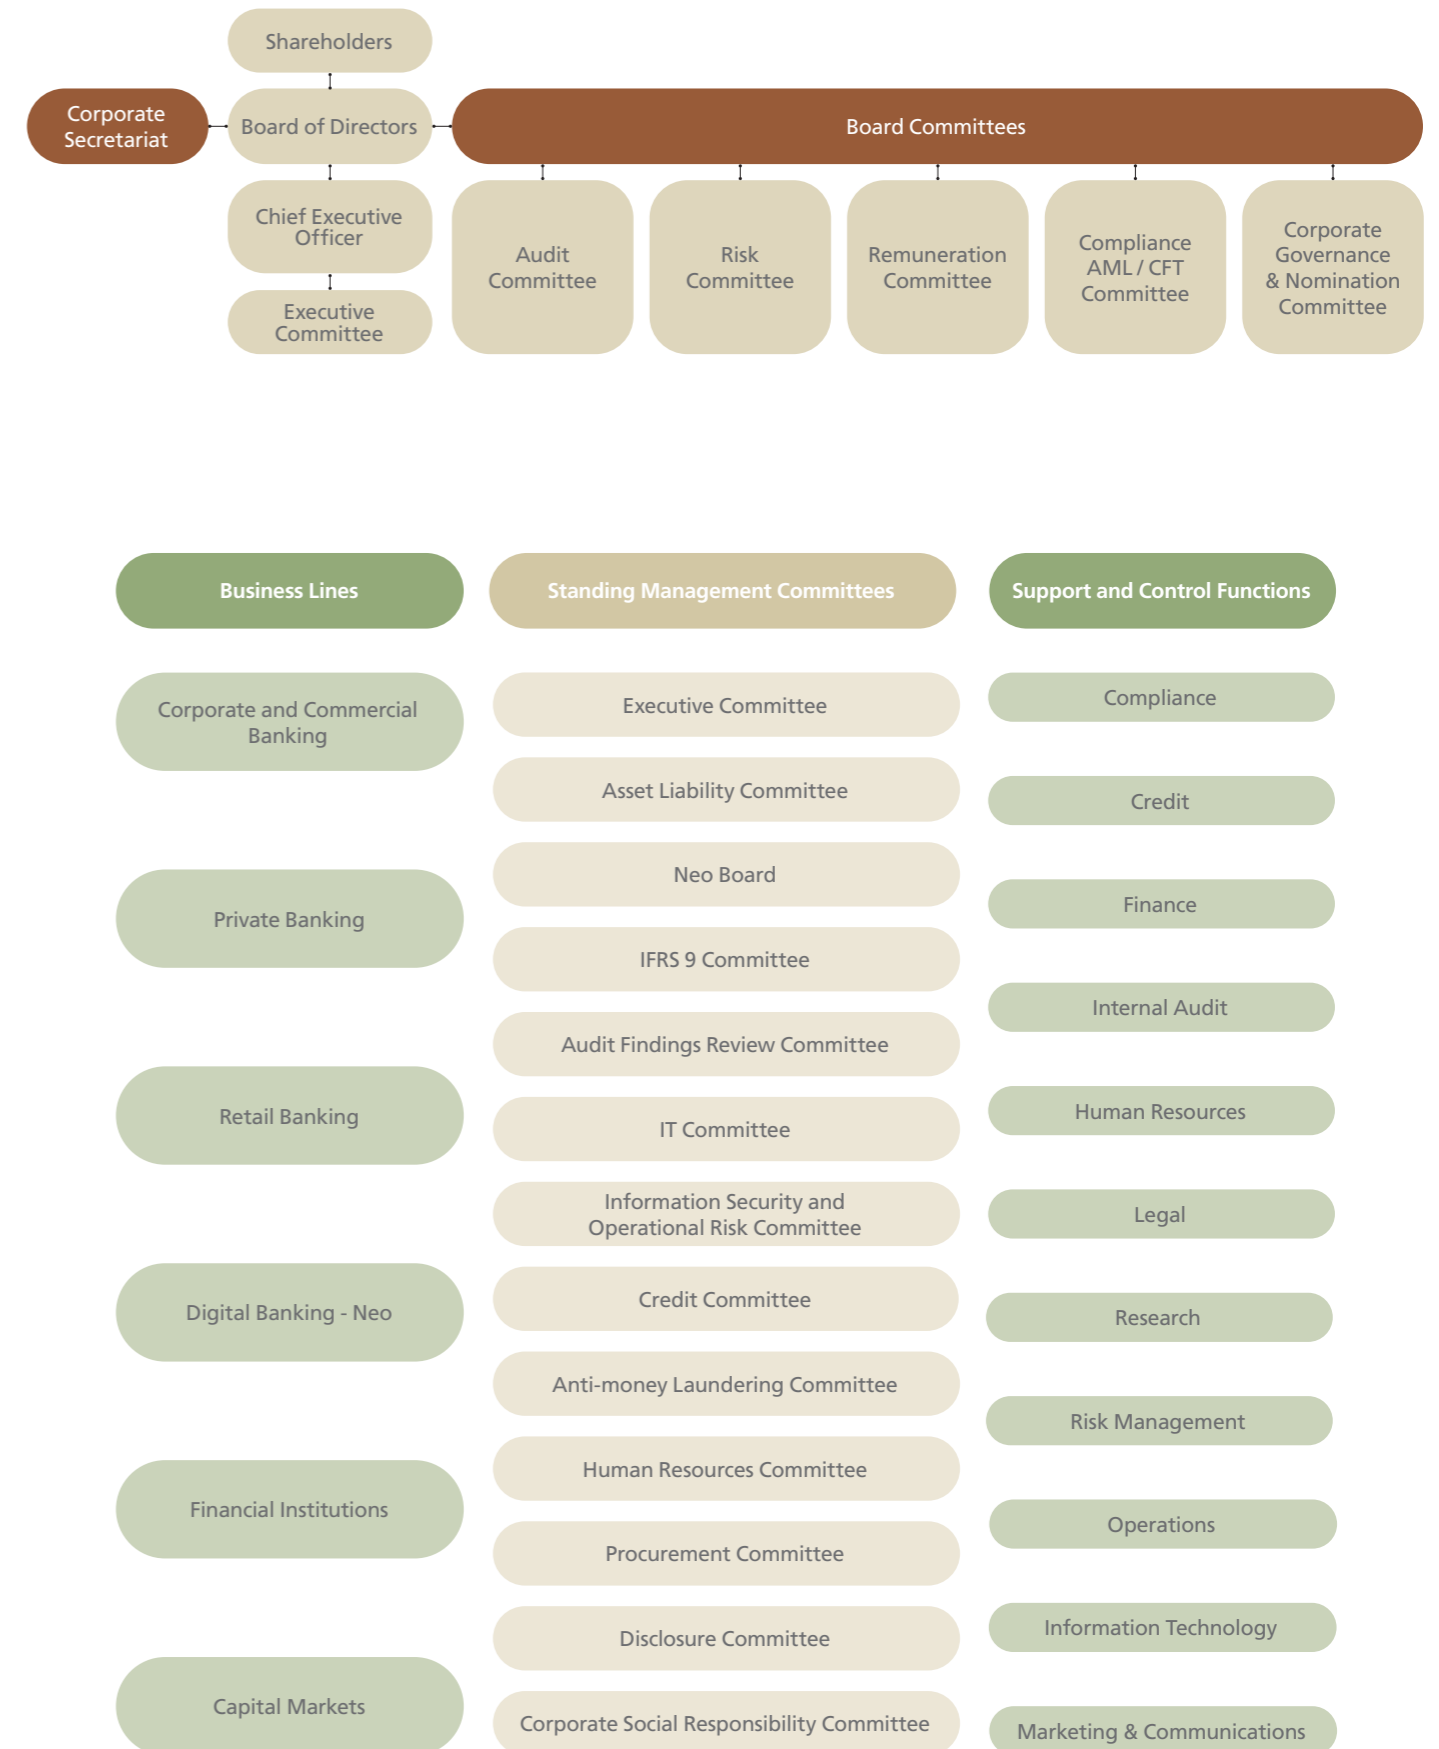 Shareholders
Corporate
Secretariat
Board of Directors
Board Committees
Chief Executive
Officer
Executive
Committee
Audit
Committee
Risk
Committee
Remuneration
Committee
Compliance
AML / CFT
Committee
Corporate
Governance
& Nomination
Committee
Business Lines
Corporate and Commercial
Banking
Private Banking
Retail Banking
Digital Banking - Neo
Financial Institutions
Capital Markets
Standing Management Committees
Executive Committee
Asset Liability Committee
Neo Board
IFRS 9 Committee
Audit Findings Review Committee
IT Committee
Information Security and
Operational Risk Committee
Credit Committee
Anti-money Laundering Committee
Human Resources Committee
Procurement Committee
Disclosure Committee
Corporate Social Responsibility Committee
Support and Control Functions
Compliance
Credit
Finance
Internal Audit
Human Resources
Legal
Research
Risk Management
Operations
Information Technology
Marketing & Communications